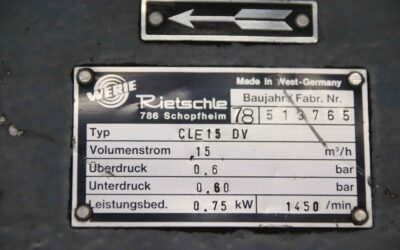 Made in West-Germany
WERIE
Rietschle
Baujahr / Fabr. Nr.
786 Schopfheim
78 513765
Typ CLE15 DV
Volumenstrom 15 m³/h
Überdruck 0,6 bar
Unterdruck 0.60 bar
Leistungsbed. 0.75 kW 1450 /min